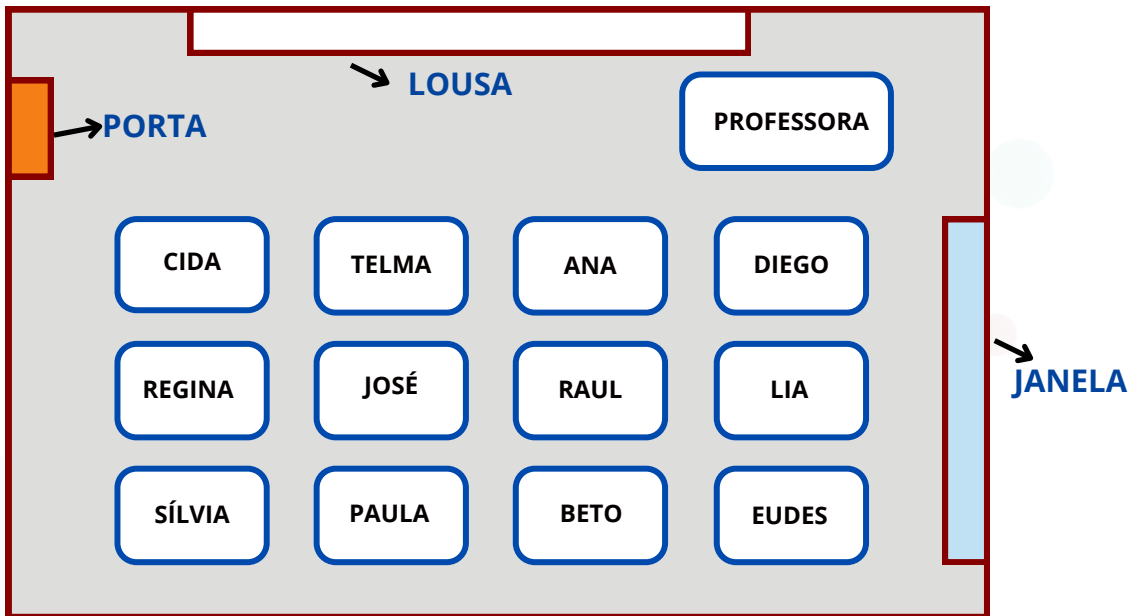 LOUSA
PORTA
PROFESSORA
CIDA
TELMA
ANA
DIEGO
REGINA
JOSÉ
RAUL
LIA
JANELA
SÍLVIA
PAULA
BETO
EUDES